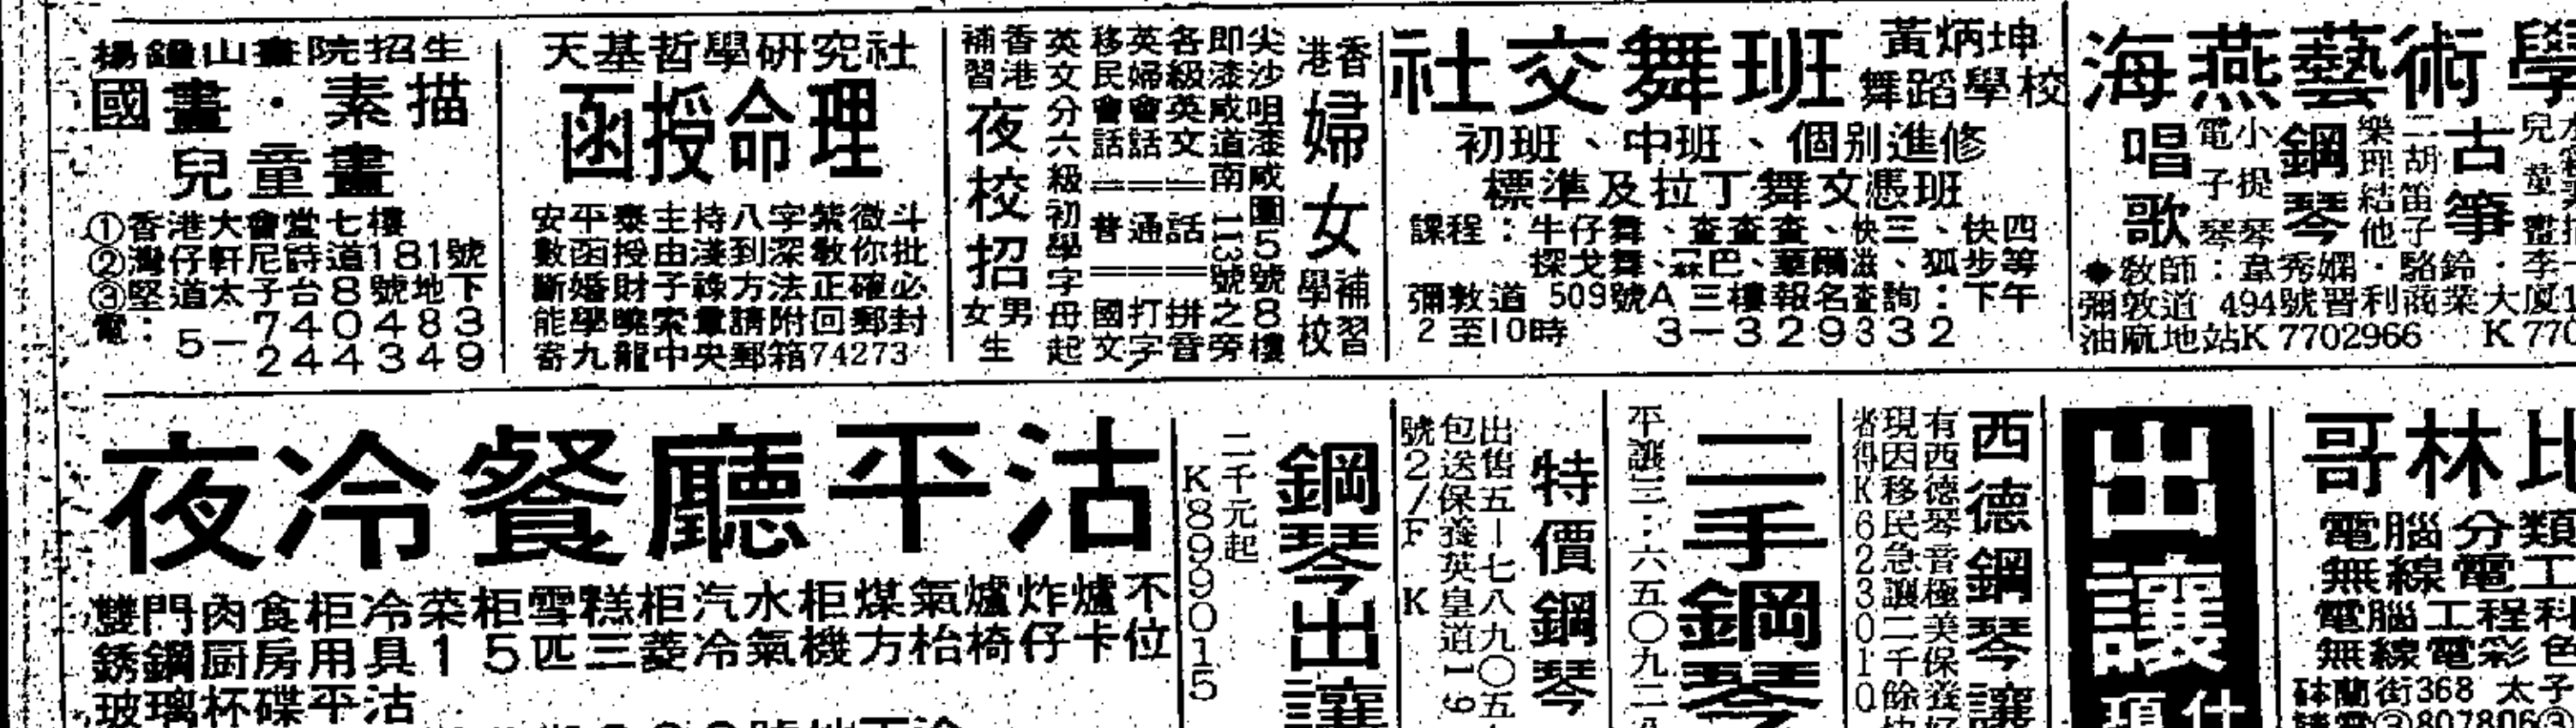 楊鐘山畫院招生
國畫·素描
兒童畫
①香港大會堂七樓
②灣仔軒尼詩道181號
③堅道太子台8號地下
電：5-744044833
244349
天基哲學研究社
函授命理
安平泰主持八字紫微斗
數函授由淺到深教你批
斷婚財子祿方法正確必
能學曉索章請附回郵封
寄九龍中央郵箱74273
香港婦女補習學校
尖沙咀漆咸圍5號8樓
即漆咸道南113號之旁
各級英文＝話＝拼音
英婦會話＝通＝打字
移民會話＝普＝國文
英文分六級初學字母起
香港
補習
夜校招
男
女
生
社交舞班
黃炳坤
舞蹈學校
初班、中班、個別進修
標準及拉丁舞文憑班
課程：牛仔舞、查查查、快三、快四
探戈舞、森巴、華爾滋、狐步等
彌敦道509號A三樓報名查詢：下午
2至10時 3-329332
海燕藝術學
唱歌
電子琴
小提琴
鋼琴
樂理結他
二胡笛子
古箏
兒童畫
◆教師：韋秀嫻·駱鈴·李
彌敦道494號習利商業大厦1
油蔴地站K 7702966 K 770
夜冷餐廳平沽
雙門肉食柜冷菜柜雪糕柜汽水柜煤氣爐炸爐不
銹鋼厨房用具15匹三菱冷氣機方枱椅仔卡位
玻璃杯碟平沽
鋼琴出讓
二千元起
K8990015
特價鋼琴
出售五-七八九〇五
包送保養英皇道19
號2/F K
二手鋼琴
平讓三：六五〇九二
西德鋼琴讓
有西德琴音極美保養好
現因移民急讓二千餘
省得K623010
出讓
哥林比
電腦分類
無線電工
電腦工程科
無線電彩色
砵蘭街368 太子